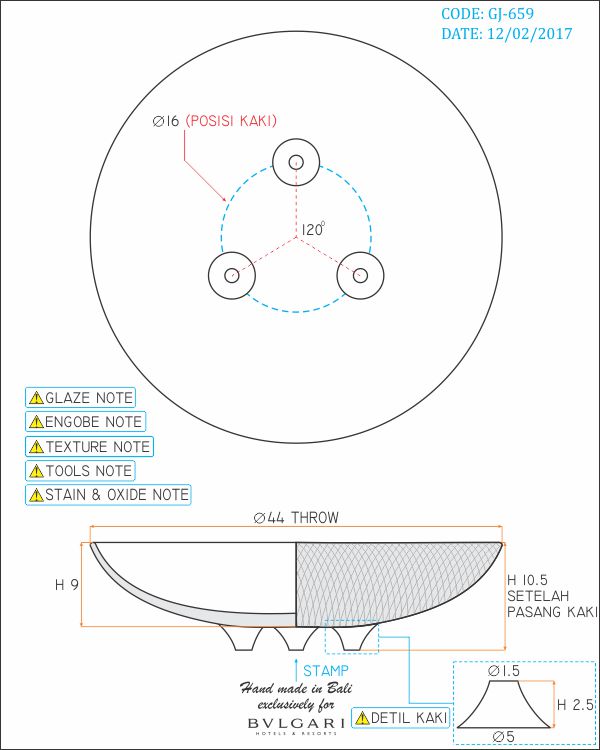 CODE: GJ-659
DATE: 12/02/2017
Ø16 (POSISI KAKI)
120°
GLAZE NOTE
ENGOBE NOTE
TEXTURE NOTE
TOOLS NOTE
STAIN & OXIDE NOTE
Ø44 THROW
H 9
H 10.5
SETELAH
PASANG KAKI
STAMP
Hand made in Bali
exclusively for
BVLGARI
HOTELS & RESORTS
DETIL KAKI
Ø1.5
H 2.5
Ø5